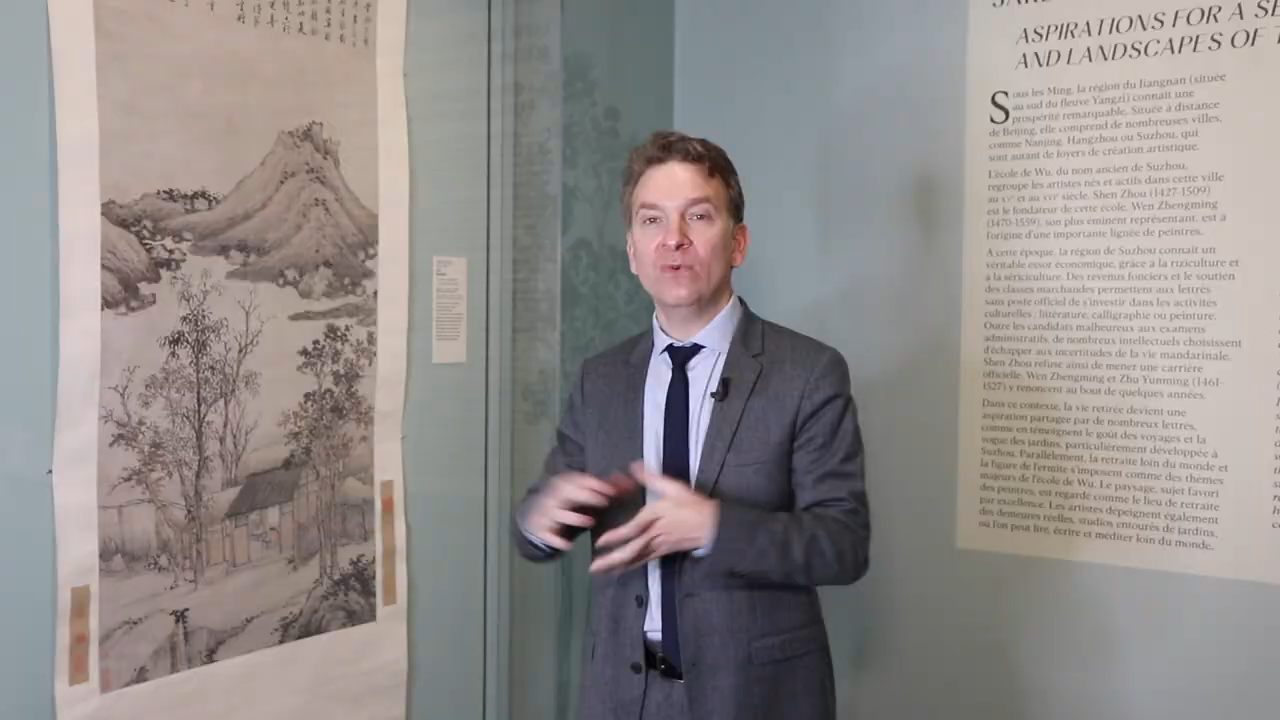 ASPIRATIONS FOR A SE
AND LANDSCAPES OF T
Sous les Ming, la région du Jiangnan (située
au sud du fleuve Yangzi) connaît une
prospérité remarquable. Située à distance
de Beijing, elle comprend de nombreuses villes,
comme Nanjing, Hangzhou ou Suzhou, qui
sont autant de foyers de création artistique.
L'école de Wu, du nom ancien de Suzhou,
regroupe les artistes nés et actifs dans cette ville
au XVe et au XVIe siècle. Shen Zhou (1427-1509)
est le fondateur de cette école. Wen Zhengming
(1470-1559), son plus éminent représentant, est à
l'origine d'une importante lignée de peintres.
À cette époque, la région de Suzhou connaît un
véritable essor économique, grâce à la riziculture et
à la sériciculture. Des revenus fonciers et le soutien
des classes marchandes permettent aux lettrés
sans poste officiel de s'investir dans les activités
culturelles : littérature, calligraphie ou peinture.
Outre les candidats malheureux aux examens
administratifs, de nombreux intellectuels choisissent
d'échapper aux incertitudes de la vie mandarinale.
Shen Zhou refuse ainsi de mener une carrière
officielle. Wen Zhengming et Zhu Yunming (1461-
1527) y renoncent au bout de quelques années.
Dans ce contexte, la vie retirée devient une
aspiration partagée par de nombreux lettrés,
comme en témoignent le goût des voyages et la
vogue des jardins, particulièrement développée à
Suzhou. Parallèlement, la retraite loin du monde et
la figure de l'ermite s'imposent comme des thèmes
majeurs de l'école de Wu. Le paysage, sujet favori
des peintres, est regardé comme le lieu de retraite
par excellence. Les artistes dépeignent également
des demeures réelles, studios entourés de jardins,
où l'on peut lire, écrire et méditer loin du monde.